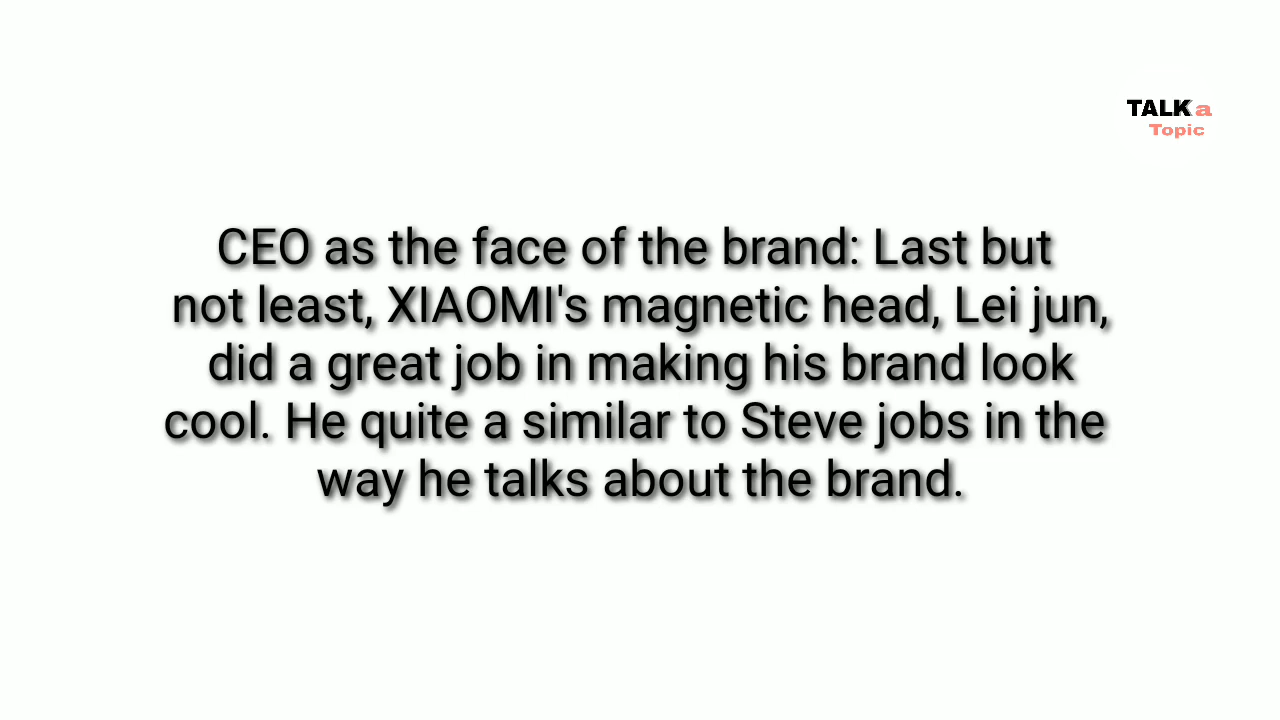 TALK a
Topic
CEO as the face of the brand: Last but
not least, XIAOMI's magnetic head, Lei jun,
did a great job in making his brand look
cool. He quite a similar to Steve jobs in the
way he talks about the brand.